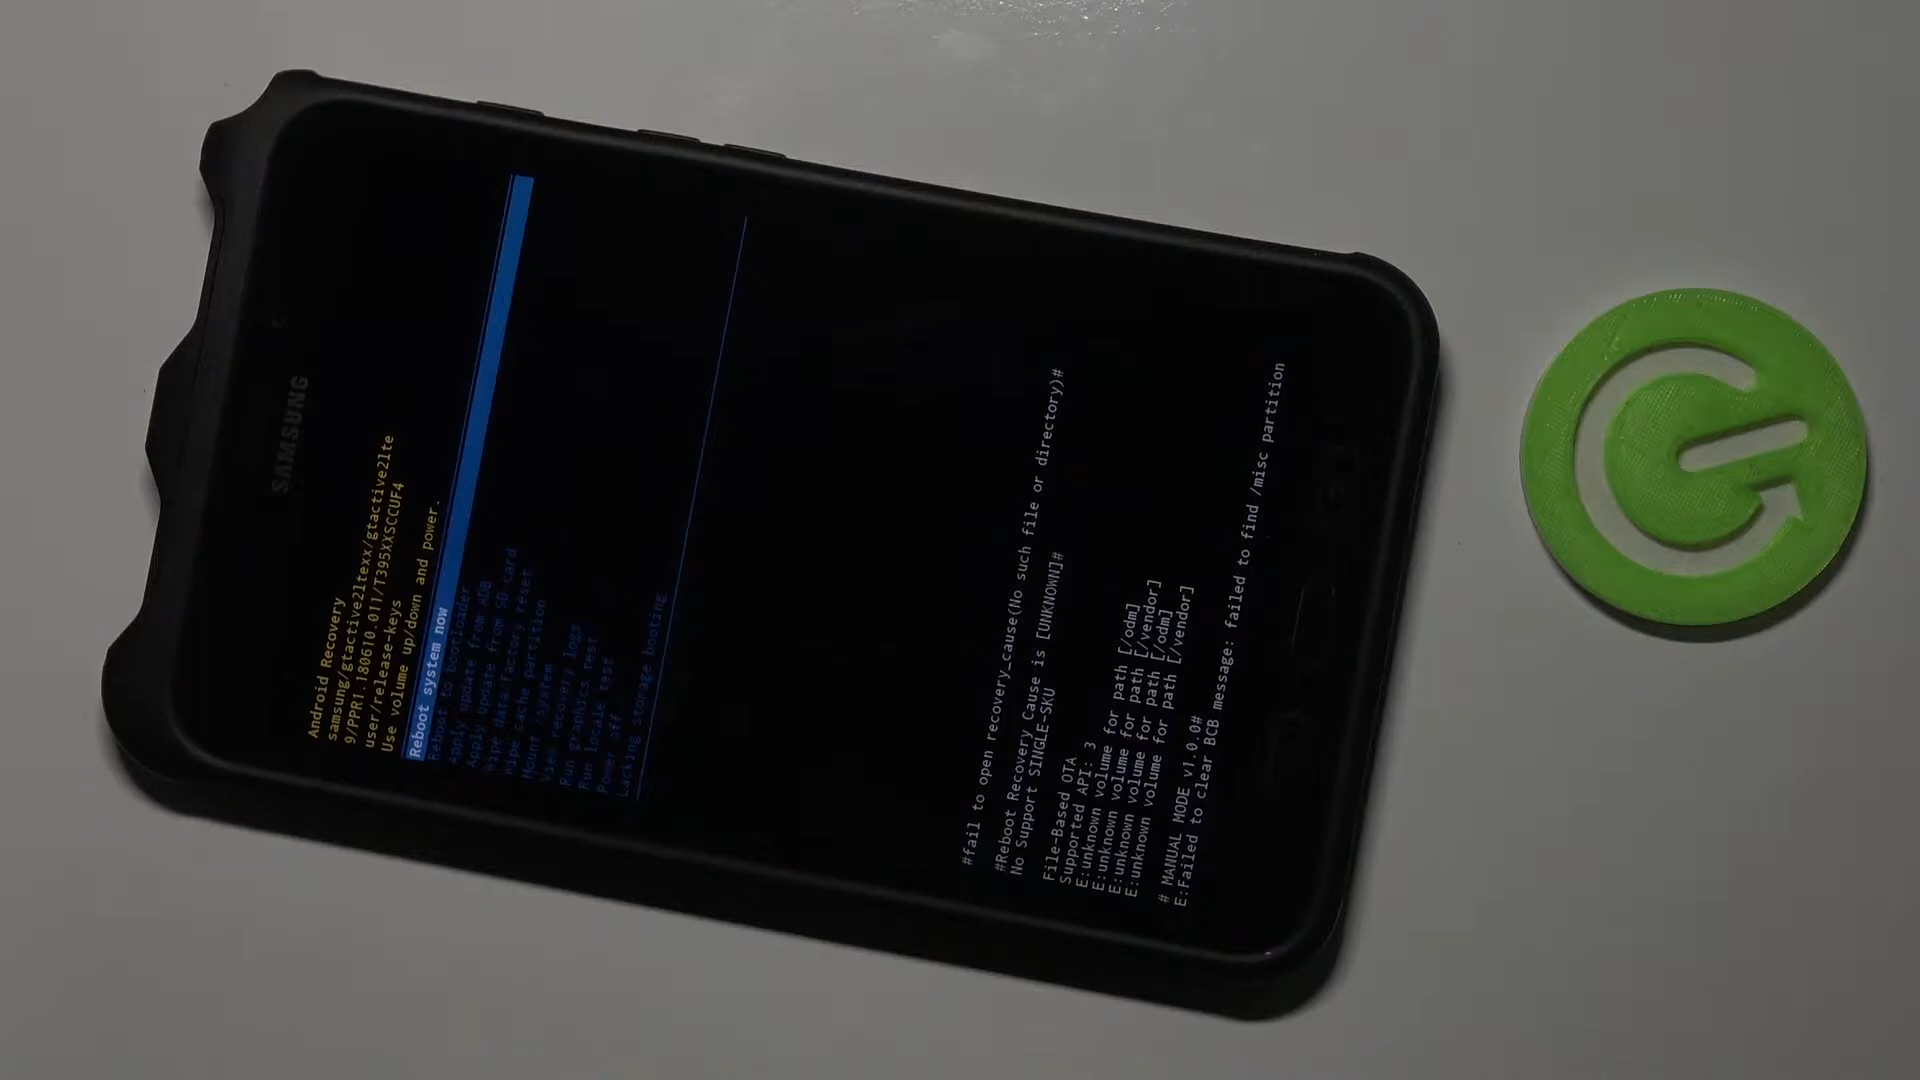 SAMSUNG
Android Recovery
samsung/gtactive2ltexx/gtactive2lte
9/PPR1.180610.011/T395XXSCCUF4
user/release-keys
Use volume up/down and power.
Reboot system now
Reboot to bootloader
Apply update from ADB
Apply update from SD card
Wipe data/factory reset
Wipe cache partition
Mount /system
View recovery logs
Run graphics test
Run locale test
Power off
Lacking storage booting
#fail to open recovery_cause(No such file or directory)#
#Reboot Recovery Cause is [UNKNOWN]#
No Support SINGLE-SKU
File-Based OTA
Supported API: 3
E:unknown volume for path [/odm]
E:unknown volume for path [/vendor]
E:unknown volume for path [/odm]
E:unknown volume for path [/vendor]
# MANUAL MODE v1.0.0#
E:Failed to clear BCB message: failed to find /misc partition